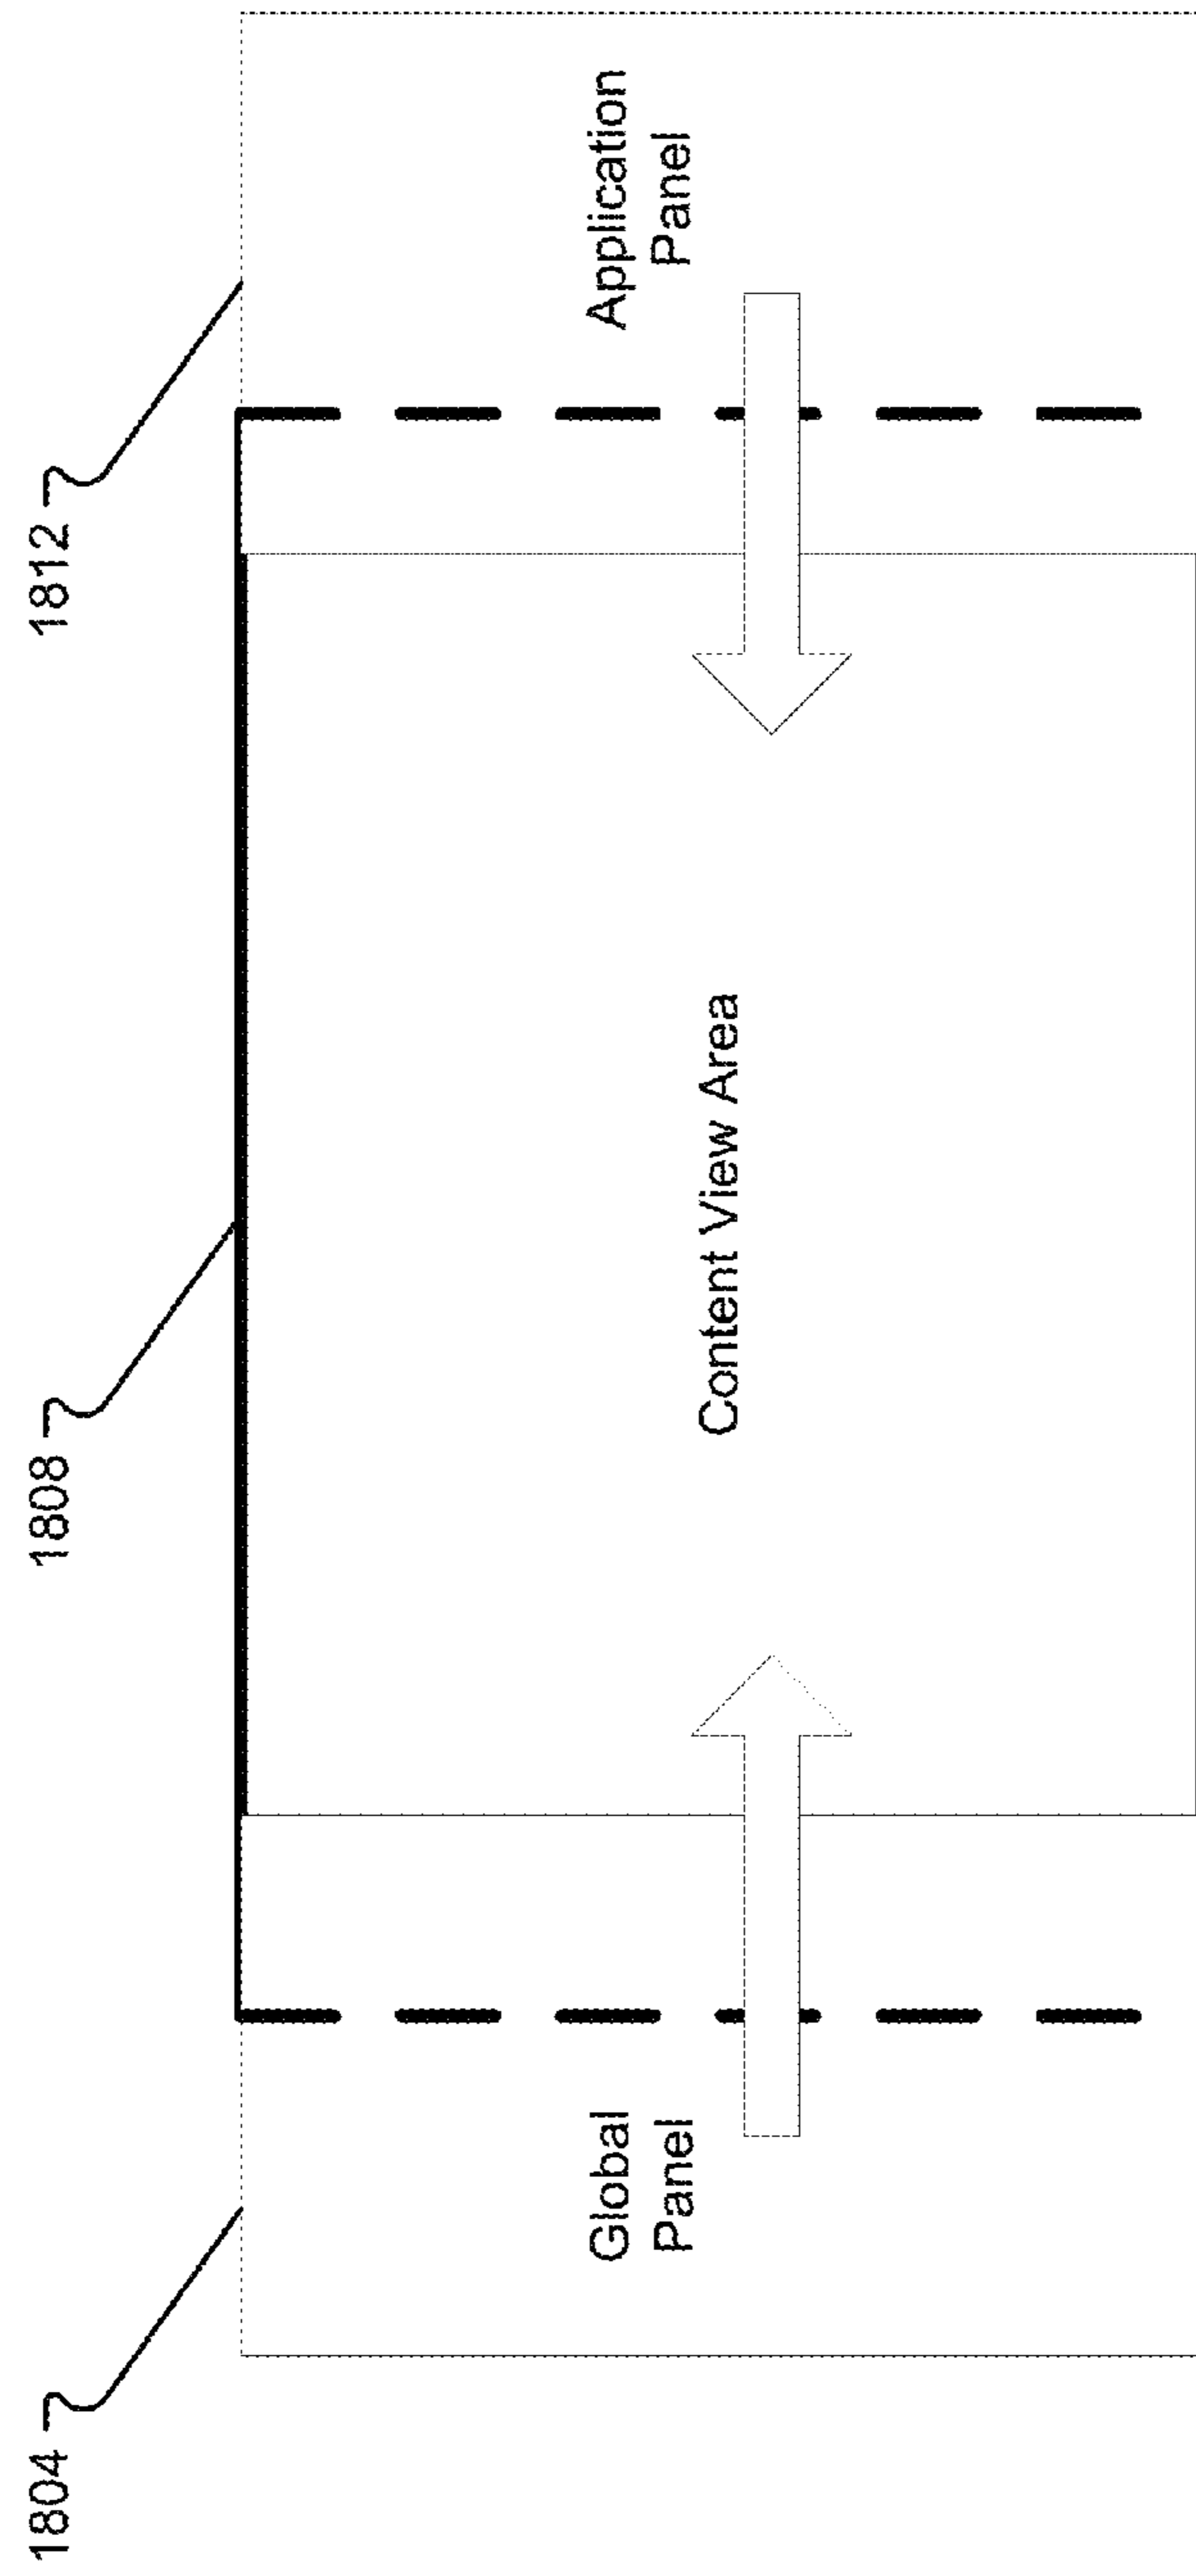 1804
1808
1812
Global
Panel
Content View Area
Application
Panel